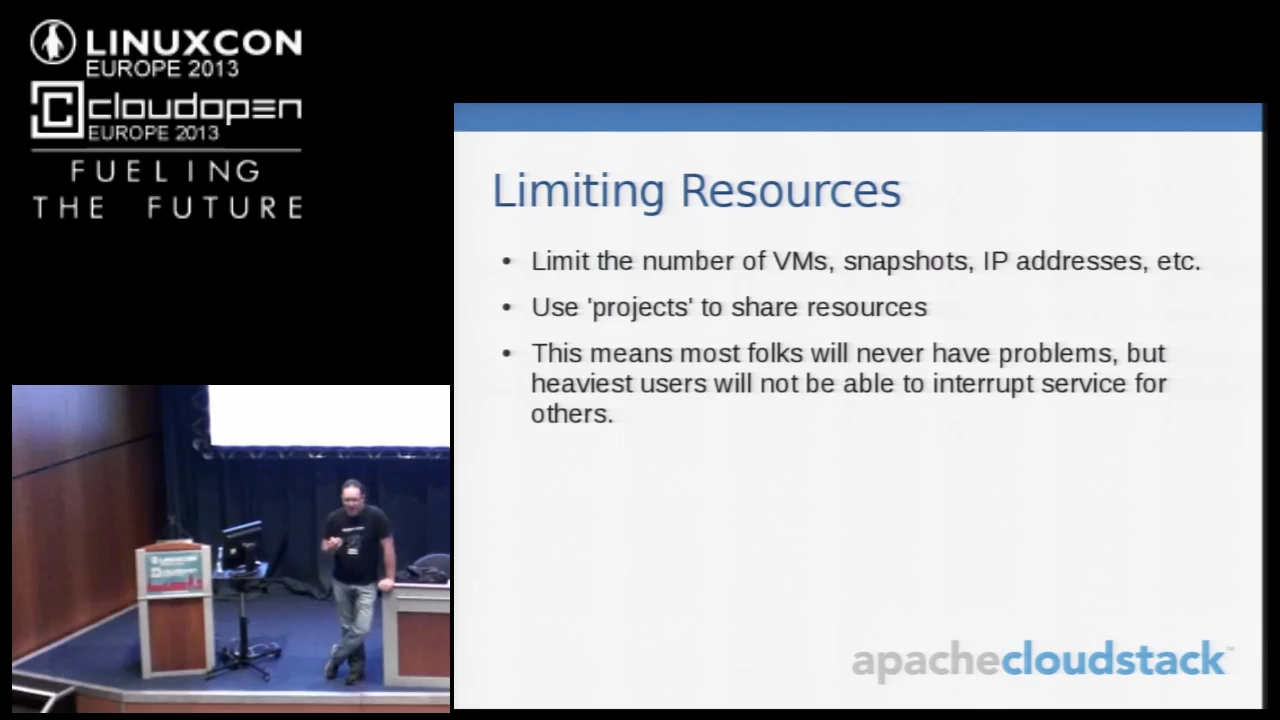 LINUXCON
EUROPE 2013
cloudopen
EUROPE 2013
FUELING
THE FUTURE
Limiting Resources
• Limit the number of VMs, snapshots, IP addresses, etc.
• Use 'projects' to share resources
• This means most folks will never have problems, but
heaviest users will not be able to interrupt service for
others.
apachecloudstack™
LINUXCON